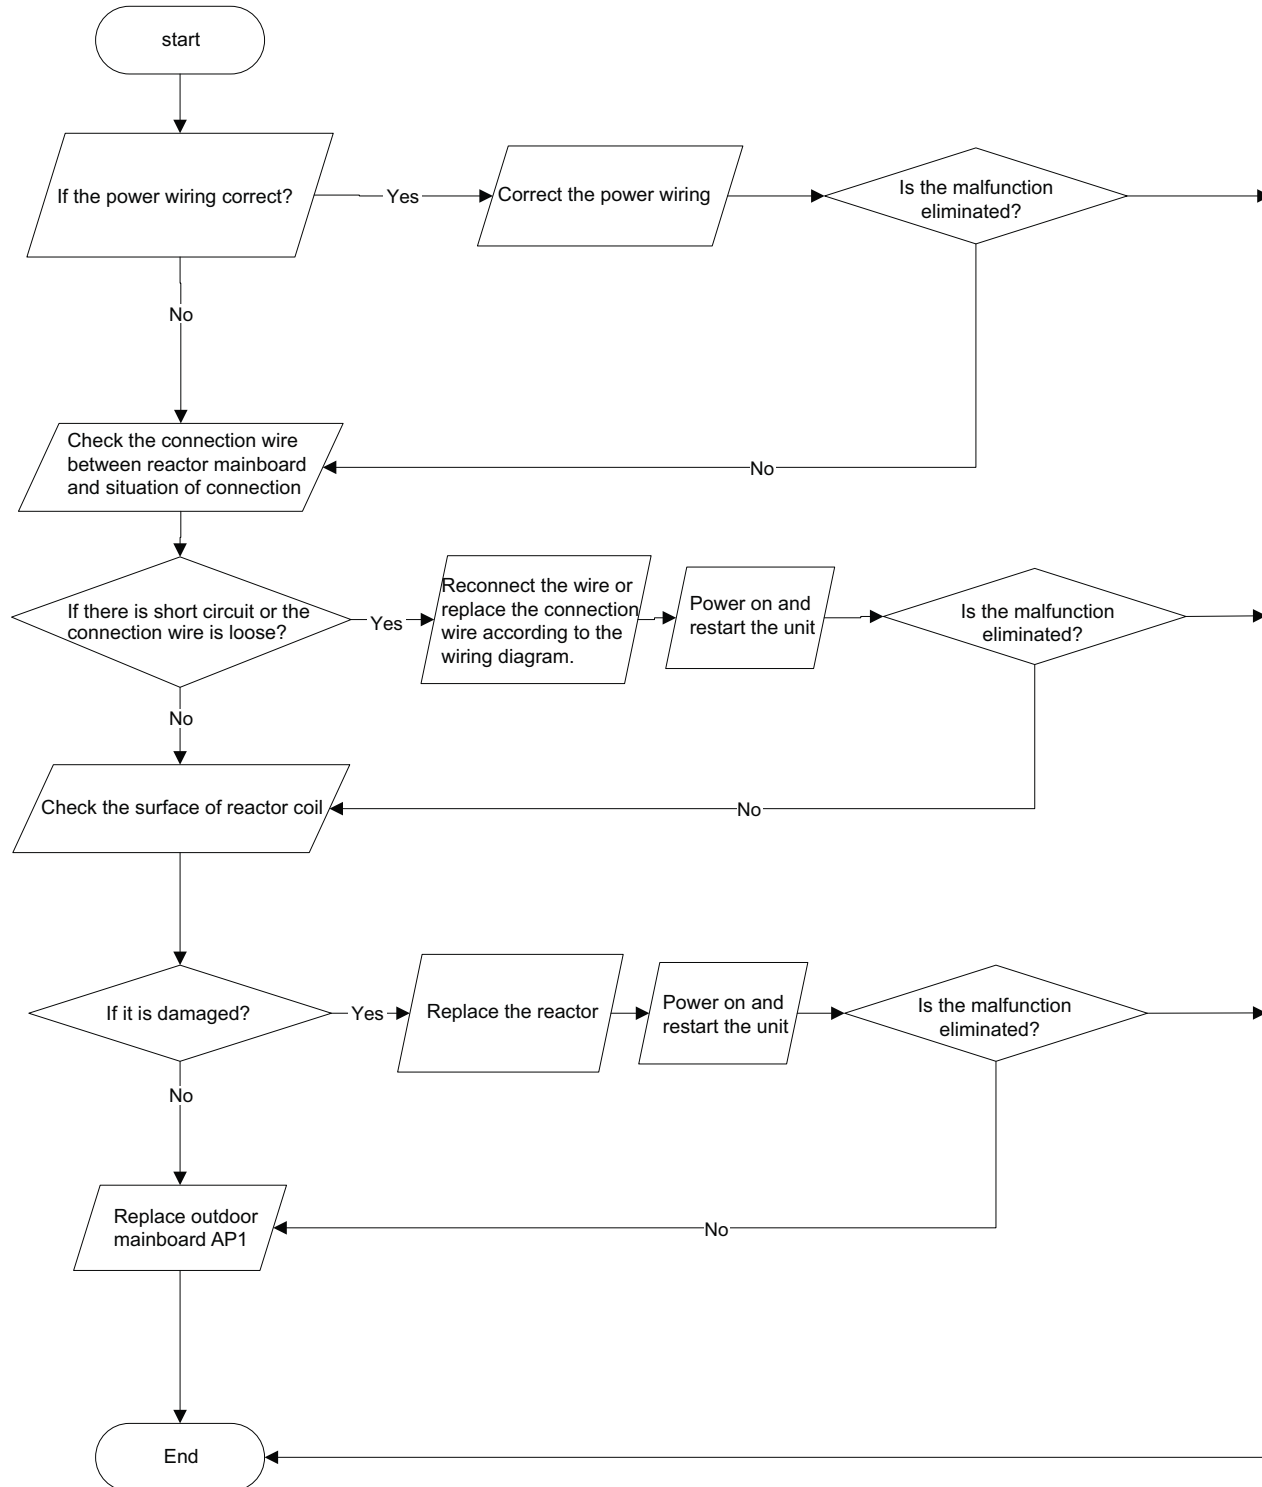 start
If the power wiring correct?
Yes
Correct the power wiring
Is the malfunction
eliminated?
No
Check the connection wire
between reactor mainboard
and situation of connection
No
If there is short circuit or the
connection wire is loose?
Yes
Reconnect the wire or
replace the connection
wire according to the
wiring diagram.
Power on and
restart the unit
Is the malfunction
eliminated?
No
Check the surface of reactor coil
No
If it is damaged?
Yes
Replace the reactor
Power on and
restart the unit
Is the malfunction
eliminated?
No
Replace outdoor
mainboard AP1
No
End